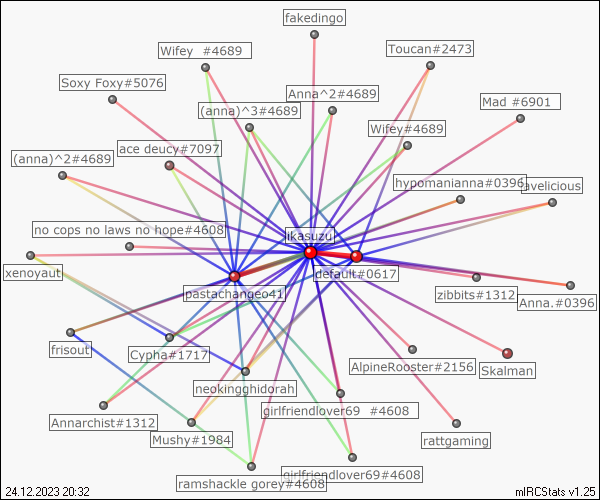 fakedingo
Wifey  #4689
Toucan#2473
Soxy Foxy#5076
Anna^2#4689
(anna)^3#4689
Mad #6901
Wifey#4689
ace deucy#7097
(anna)^2#4689
hypomanianna#0396
avelicious
no cops no laws no hope#4608
ikasuzu
xenoyaut
default#0617
pastachangeo41
zibbits#1312
Anna.#0396
frisout
Cypha#1717
AlpineRooster#2156
Skalman
neokingghidorah
girlfriendlover69  #4608
Annarchist#1312
Mushy#1984
rattgaming
ramshackle gorey#4608
girlfriendlover69#4608
24.12.2023 20:32
mIRCStats v1.25